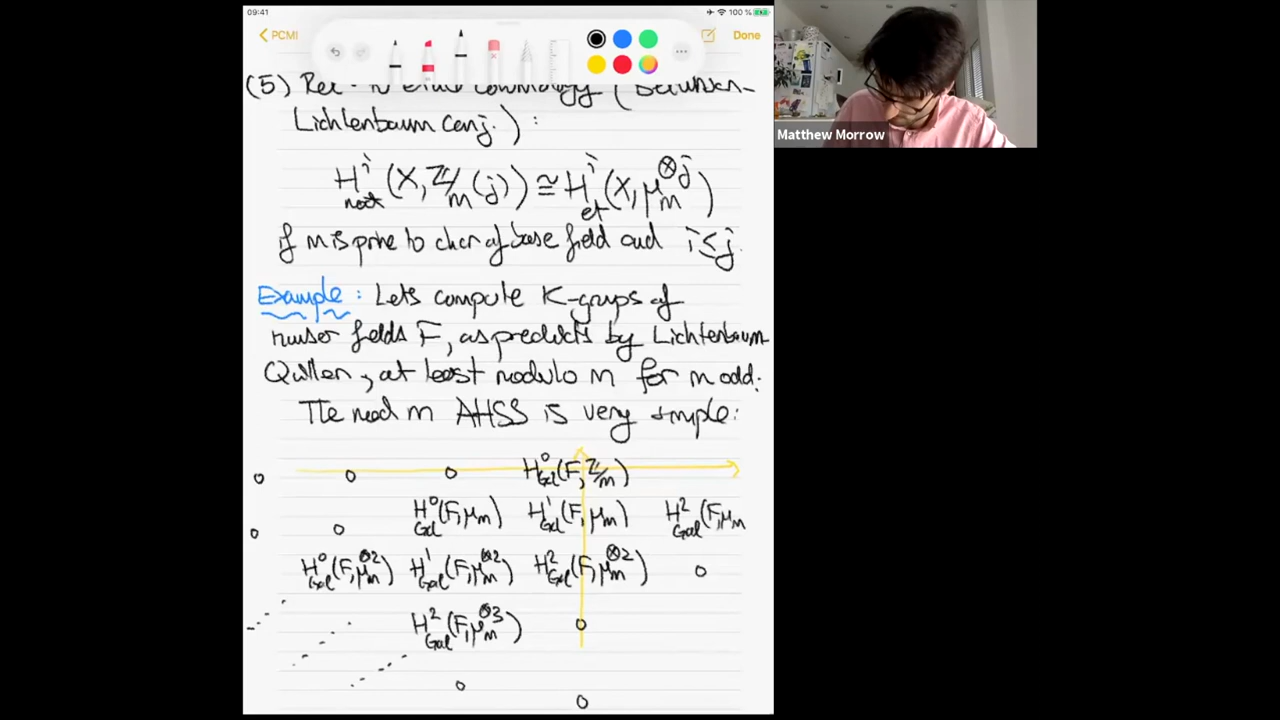 09:41
100 %
PCMI
Done
Matthew Morrow
(5)
Lichtenbaum conj.) :
H^i_mot (X, Z/m (j)) ≅ H^i_et (X, μ_m^⊗j)
if m is prime to char of base field and i ≤ j.
Example: Lets compute K-groups of
number fields F, as predicts by Lichtenbaum-
Quillen, at least modulo m for m odd:
The mod m AHSS is very simple:
0 0 0 H^0_Gal (F, Z/m)
0 0 H^0_Gal (F, μ_m) H^1_Gal (F, μ_m) H^2_Gal (F, μ_m
H^0_Gal (F, μ_m^⊗2) H^1_Gal (F, μ_m^⊗2) H^2_Gal (F, μ_m^⊗2) 0
H^2_Gal (F, μ_m^⊗3) 0
0 0